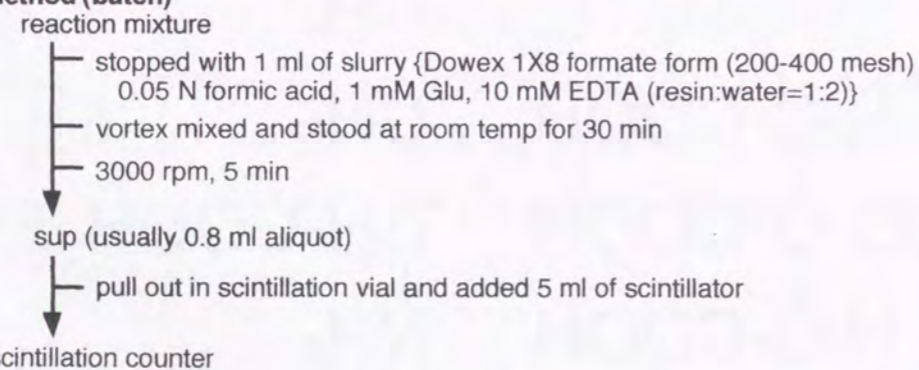 method (batch)
reaction mixture
stopped with 1 ml of slurry {Dowex 1X8 formate form (200-400 mesh)
0.05 N formic acid, 1 mM Glu, 10 mM EDTA (resin:water=1:2)}
vortex mixed and stood at room temp for 30 min
3000 rpm, 5 min
sup (usually 0.8 ml aliquot)
pull out in scintillation vial and added 5 ml of scintillator
scintillation counter